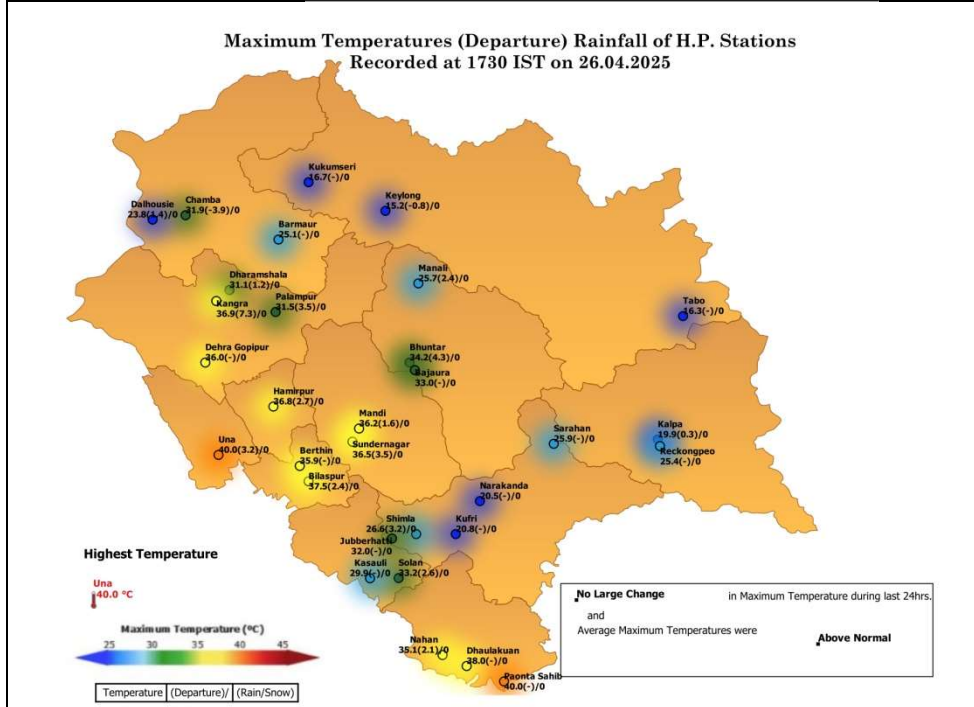 Maximum Temperatures (Departure) Rainfall of H.P. Stations
Recorded at 1730 IST on 26.04.2025
Kukumseri
16.7(-)/0
Keylong
15.2(-0.8)/0
Dalhousie
23.8(1.4)/0
Chamba
31.9(-3.9)/0
Barmaur
25.1(-)/0
Manali
25.7(2.4)/0
Dharamshala
31.1(1.2)/0
Kangra
36.9(7.3)/0
Palampur
31.5(3.5)/0
Tabo
16.3(-)/0
Dehra Gopipur
36.0(-)/0
Bhuntar
34.2(4.3)/0
Bajaura
33.0(-)/0
Hamirpur
36.8(2.7)/0
Mandi
36.2(1.6)/0
Sundernagar
36.5(3.5)/0
Una
40.0(3.2)/0
Berthin
35.9(-)/0
Bilaspur
37.5(2.4)/0
Sarahan
25.9(-)/0
Kalpa
19.9(0.3)/0
Reckongpeo
25.4(-)/0
Narakanda
20.5(-)/0
Shimla
26.6(3.2)/0
Kufri
20.8(-)/0
Jubberhatti
32.0(-)/0
Kasauli
29.9(-)/0
Solan
33.2(2.6)/0
Nahan
35.1(2.1)/0
Dhaulakuan
38.0(-)/0
Paonta Sahib
40.0(-)/0
Highest Temperature
Una
40.0 °C
Maximum Temperature (°C)
25 30 35 40 45
Temperature (Departure)/ (Rain/Snow)
No Large Change in Maximum Temperature during last 24hrs.
and
Average Maximum Temperatures were Above Normal